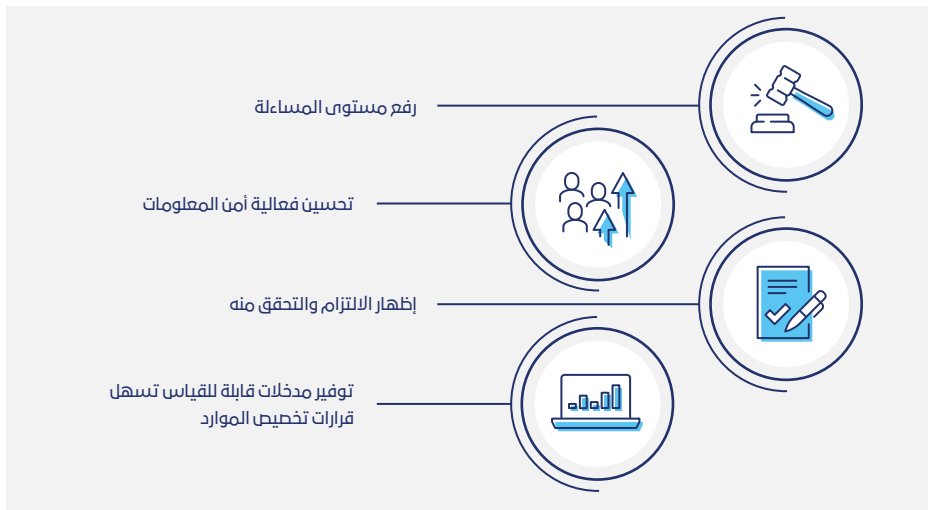 رفع مستوى المساءلة
تحسين فعالية أمن المعلومات
إظهار الالتزام والتحقق منه
توفير مدخلات قابلة للقياس تسهل
قرارات تخصيص الموارد